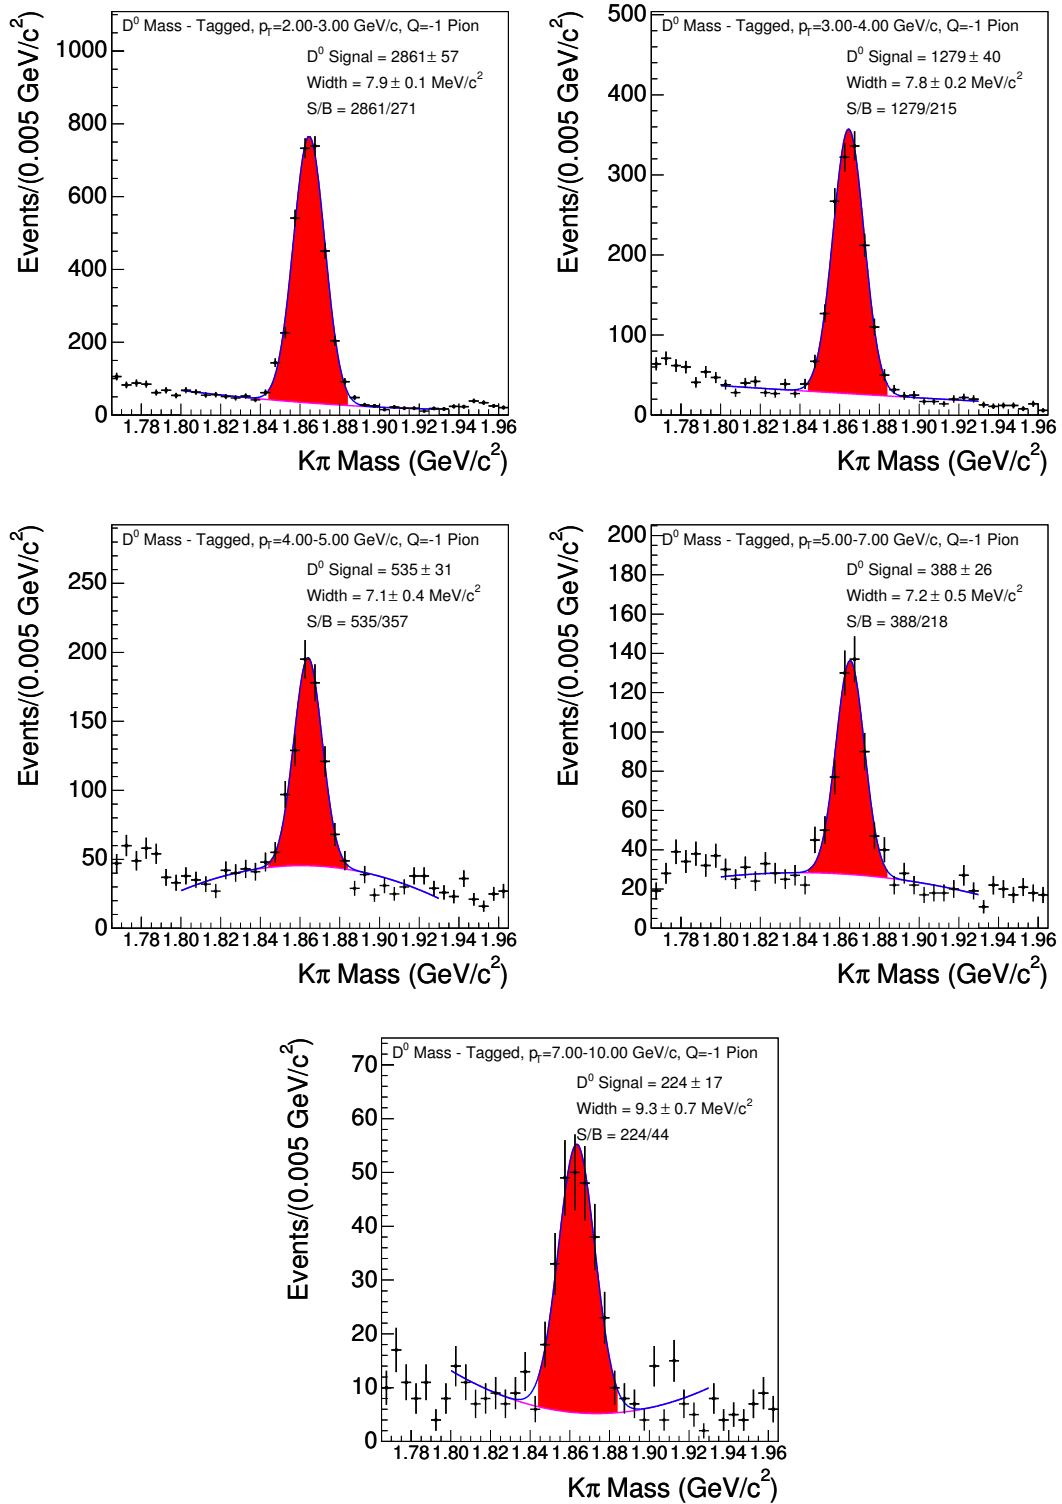 D⁰ Mass - Tagged, p_T=2.00-3.00 GeV/c, Q=-1 Pion
D⁰ Signal = 2861 ± 57
Width = 7.9 ± 0.1 MeV/c²
S/B = 2861/271
Events/(0.005 GeV/c²)
1000
800
600
400
200
0
1.78 1.80 1.82 1.84 1.86 1.88 1.90 1.92 1.94 1.96
Kπ Mass (GeV/c²)
D⁰ Mass - Tagged, p_T=3.00-4.00 GeV/c, Q=-1 Pion
D⁰ Signal = 1279 ± 40
Width = 7.8 ± 0.2 MeV/c²
S/B = 1279/215
Events/(0.005 GeV/c²)
500
400
300
200
100
0
1.78 1.80 1.82 1.84 1.86 1.88 1.90 1.92 1.94 1.96
Kπ Mass (GeV/c²)
D⁰ Mass - Tagged, p_T=4.00-5.00 GeV/c, Q=-1 Pion
D⁰ Signal = 535 ± 31
Width = 7.1 ± 0.4 MeV/c²
S/B = 535/357
Events/(0.005 GeV/c²)
250
200
150
100
50
0
1.78 1.80 1.82 1.84 1.86 1.88 1.90 1.92 1.94 1.96
Kπ Mass (GeV/c²)
D⁰ Mass - Tagged, p_T=5.00-7.00 GeV/c, Q=-1 Pion
D⁰ Signal = 388 ± 26
Width = 7.2 ± 0.5 MeV/c²
S/B = 388/218
Events/(0.005 GeV/c²)
200
180
160
140
120
100
80
60
40
20
0
1.78 1.80 1.82 1.84 1.86 1.88 1.90 1.92 1.94 1.96
Kπ Mass (GeV/c²)
D⁰ Mass - Tagged, p_T=7.00-10.00 GeV/c, Q=-1 Pion
D⁰ Signal = 224 ± 17
Width = 9.3 ± 0.7 MeV/c²
S/B = 224/44
Events/(0.005 GeV/c²)
70
60
50
40
30
20
10
0
1.78 1.80 1.82 1.84 1.86 1.88 1.90 1.92 1.94 1.96
Kπ Mass (GeV/c²)